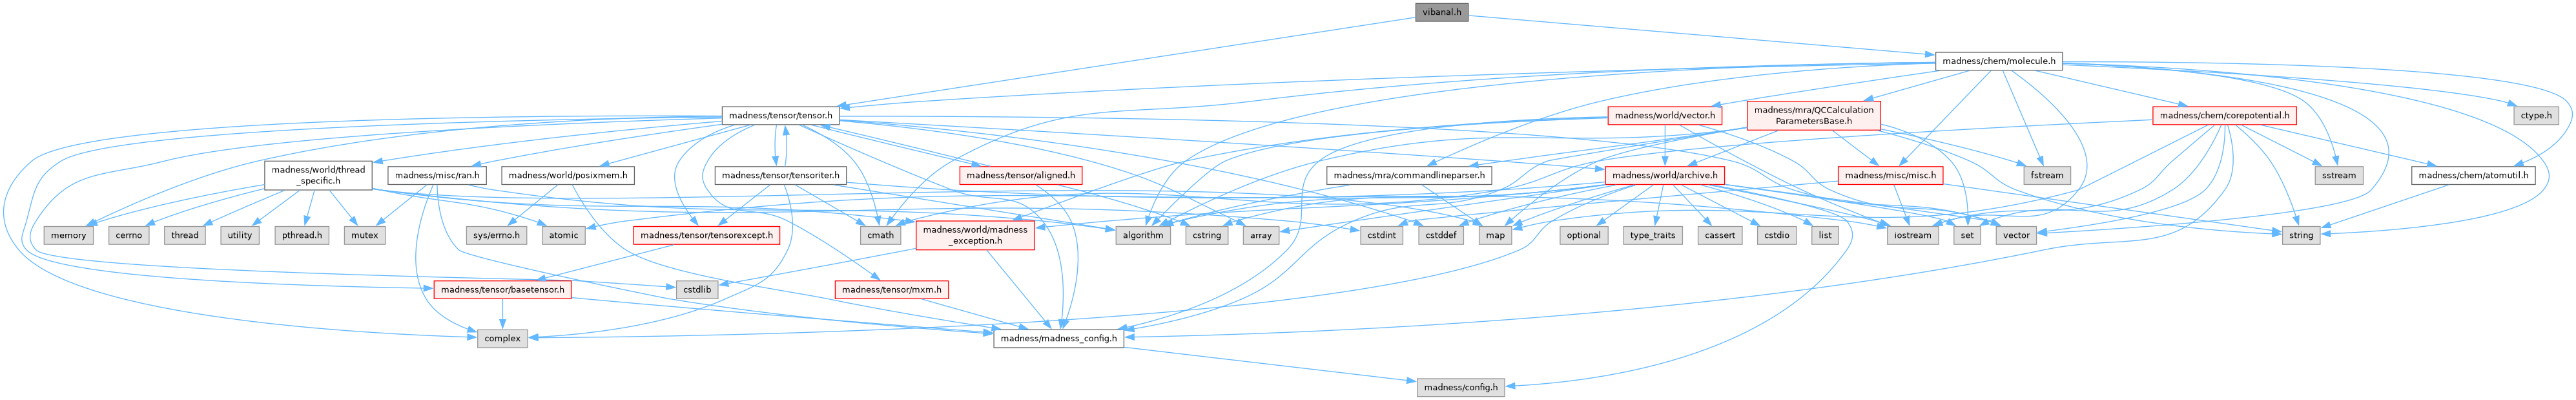 vibanal.h
madness/chem/molecule.h
madness/tensor/tensor.h
madness/world/vector.h
madness/mra/QCCalculation
ParametersBase.h
madness/chem/corepotential.h
ctype.h
madness/world/thread
_specific.h
madness/misc/ran.h
madness/world/posixmem.h
madness/tensor/tensoriter.h
madness/tensor/aligned.h
madness/mra/commandlineparser.h
madness/world/archive.h
madness/misc/misc.h
fstream
sstream
madness/chem/atomutil.h
memory
cerrno
thread
utility
pthread.h
mutex
sys/errno.h
atomic
madness/tensor/tensorexcept.h
cmath
madness/world/madness
_exception.h
algorithm
cstring
array
cstdint
cstddef
map
optional
type_traits
cassert
cstdio
list
iostream
set
vector
string
madness/tensor/basetensor.h
cstdlib
madness/tensor/mxm.h
complex
madness/madness_config.h
madness/config.h